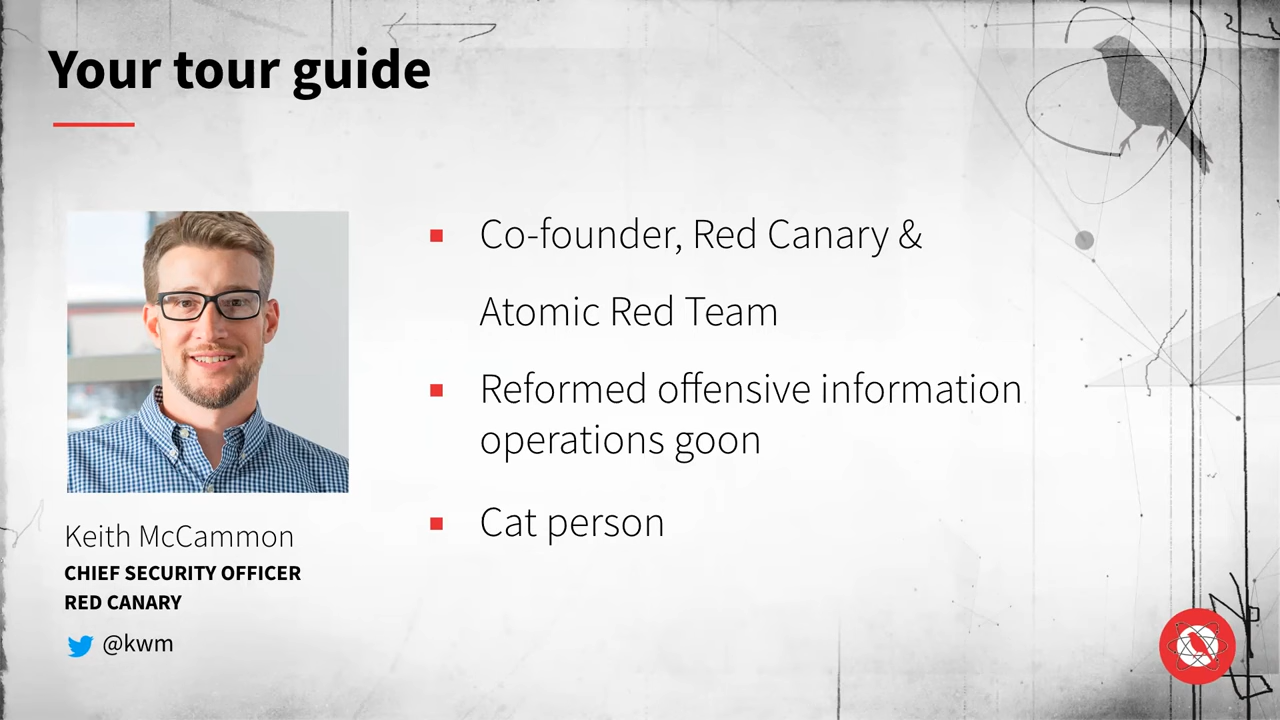 Your tour guide
Co-founder, Red Canary &
Atomic Red Team
Reformed offensive information
operations goon
Cat person
Keith McCammon
CHIEF SECURITY OFFICER
RED CANARY
@kwm